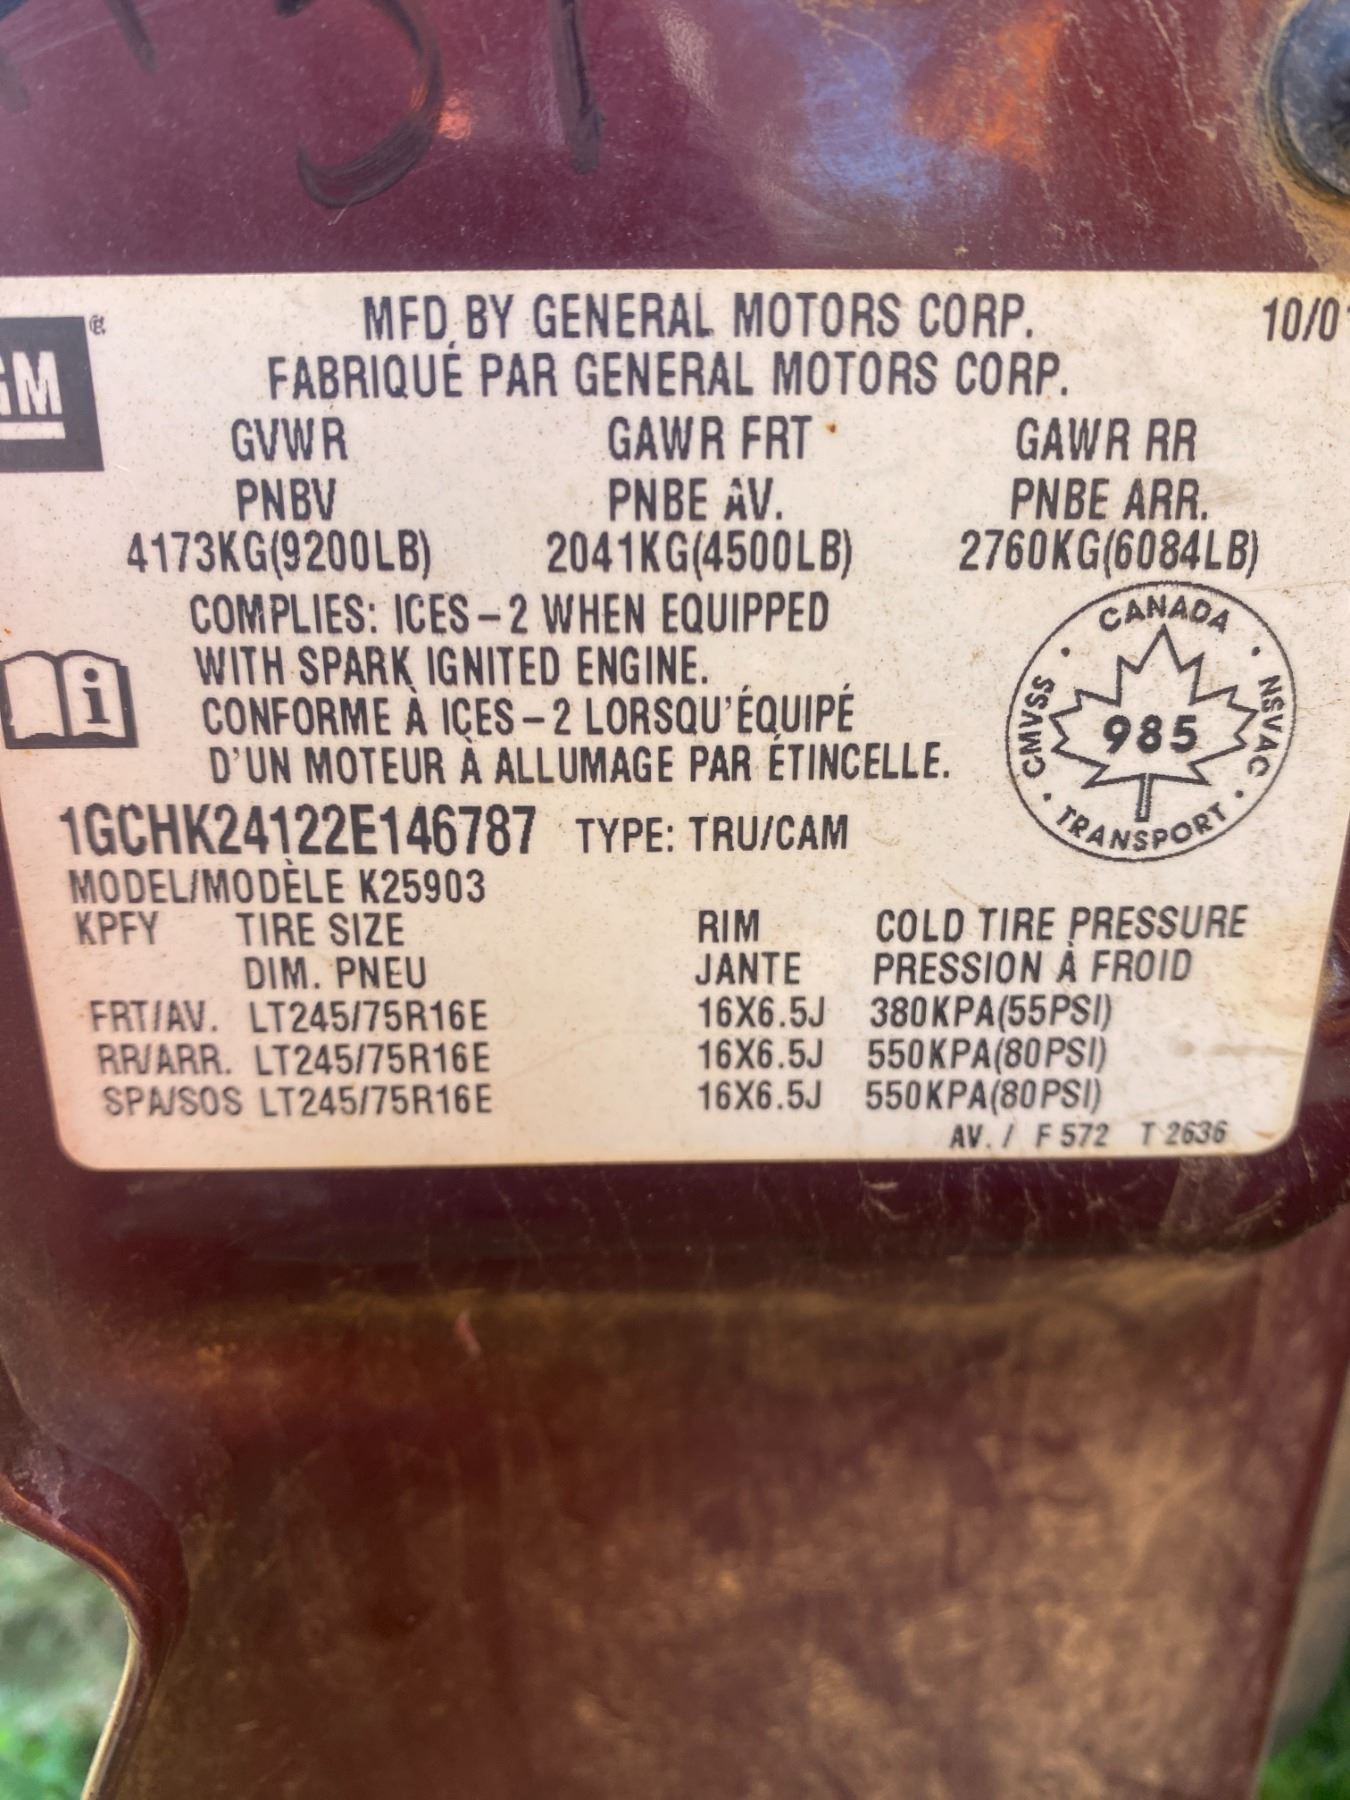 MFD BY GENERAL MOTORS CORP. 10/0
FABRIQUÉ PAR GENERAL MOTORS CORP.
GM
GVWR GAWR FRT GAWR RR
PNBV PNBE AV. PNBE ARR.
4173KG(9200LB) 2041KG(4500LB) 2760KG(6084LB)
COMPLIES: ICES-2 WHEN EQUIPPED
WITH SPARK IGNITED ENGINE.
CONFORME À ICES-2 LORSQU'ÉQUIPÉ
D'UN MOTEUR À ALLUMAGE PAR ÉTINCELLE.
CANADA
CMVSS · 985 · NSVAC
TRANSPORT
1GCHK24122E146787 TYPE: TRU/CAM
MODEL/MODÈLE K25903
KPFY TIRE SIZE RIM COLD TIRE PRESSURE
DIM. PNEU JANTE PRESSION À FROID
FRT/AV. LT245/75R16E 16X6.5J 380KPA(55PSI)
RR/ARR. LT245/75R16E 16X6.5J 550KPA(80PSI)
SPA/SOS LT245/75R16E 16X6.5J 550KPA(80PSI)
AV. / F 572 T 2636